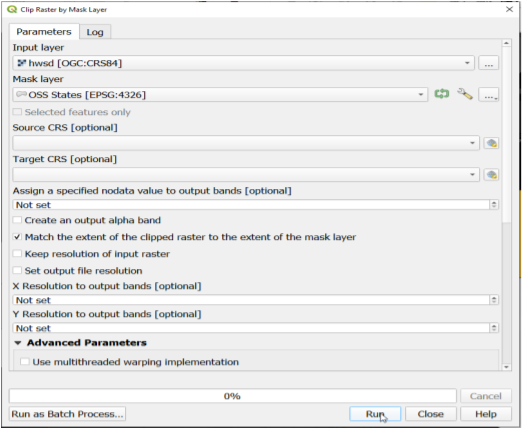 Clip Raster by Mask Layer
Parameters Log
Input layer
hwsd [OGC:CRS84]
...
Mask layer
OSS States [EPSG:4326]
...
Selected features only
Source CRS [optional]
Target CRS [optional]
Assign a specified nodata value to output bands [optional]
Not set
Create an output alpha band
Match the extent of the clipped raster to the extent of the mask layer
Keep resolution of input raster
Set output file resolution
X Resolution to output bands [optional]
Not set
Y Resolution to output bands [optional]
Not set
Advanced Parameters
Use multithreaded warping implementation
0% Cancel
Run as Batch Process... Run Close Help